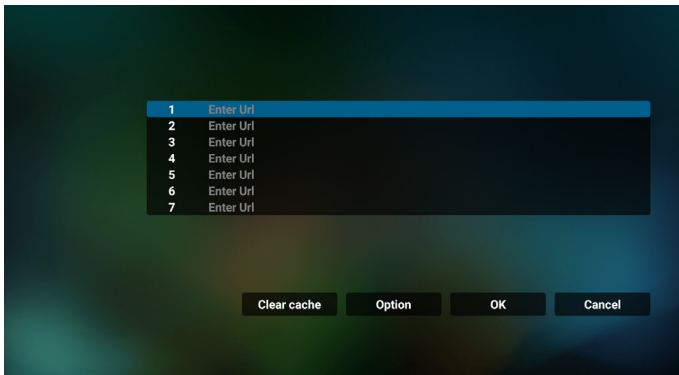 1 Enter Url
2 Enter Url
3 Enter Url
4 Enter Url
5 Enter Url
6 Enter Url
7 Enter Url
Clear cache Option OK Cancel